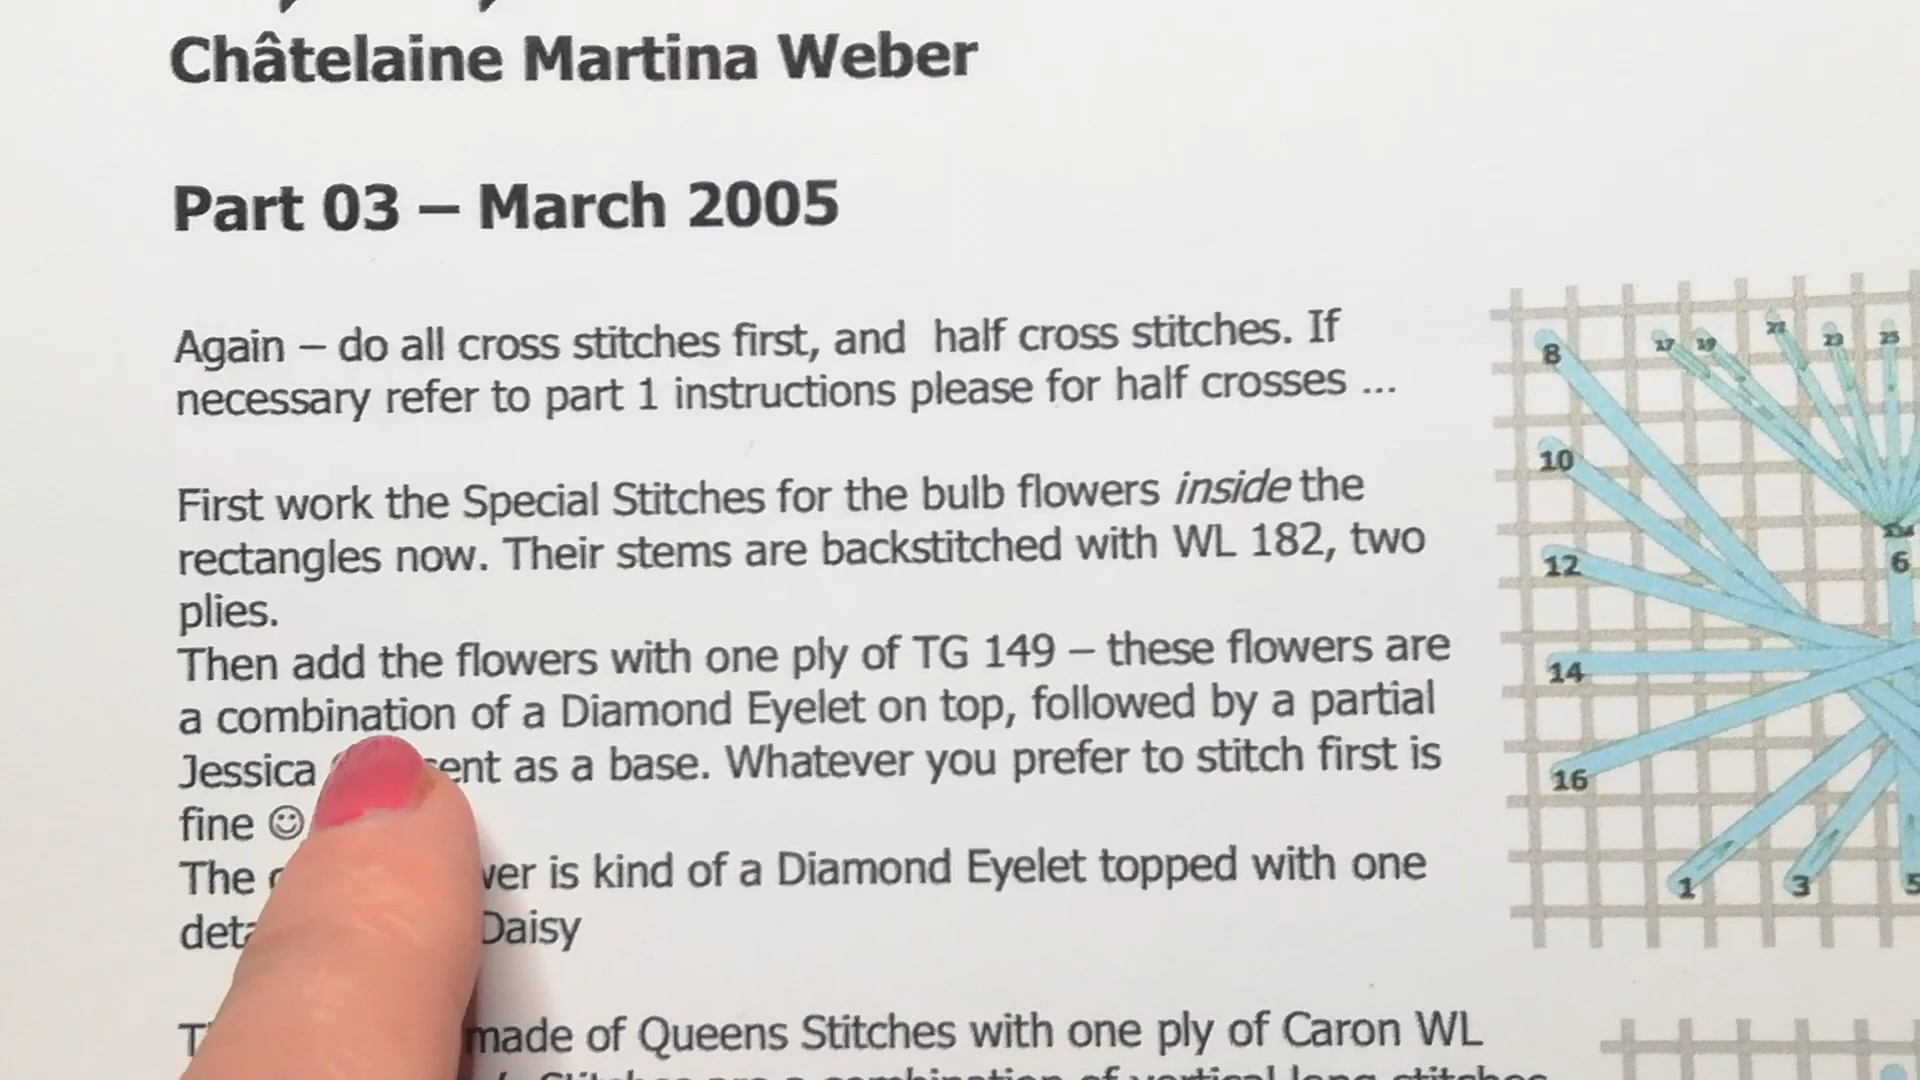 Châtelaine Martina Weber
Part 03 – March 2005
Again – do all cross stitches first, and half cross stitches. If
necessary refer to part 1 instructions please for half crosses ...
First work the Special Stitches for the bulb flowers inside the
rectangles now. Their stems are backstitched with WL 182, two
plies.
Then add the flowers with one ply of TG 149 – these flowers are
a combination of a Diamond Eyelet on top, followed by a partial
Jessica as a base. Whatever you prefer to stitch first is
fine ☺
The is kind of a Diamond Eyelet topped with one
Daisy
made of Queens Stitches with one ply of Caron WL
8
17
19
23
25
10
12
6
14
16
1
3
5